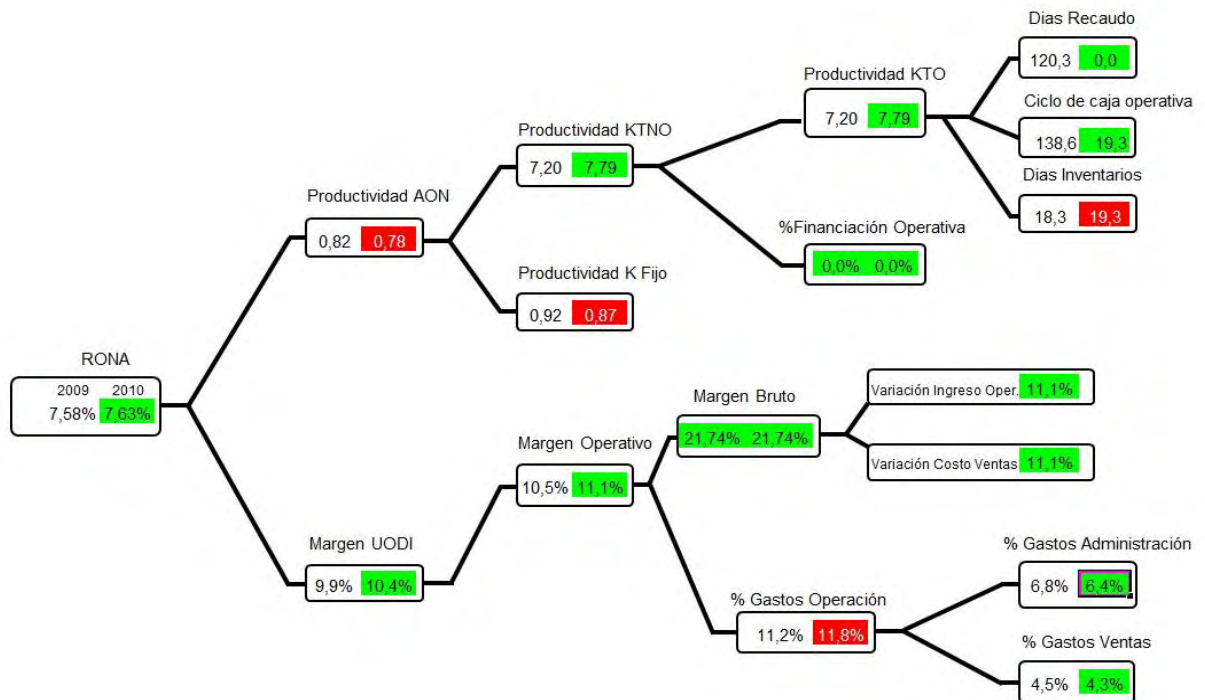 Dias Recaudo
120,3 0,0
Productividad KTO
7,20 7,79
Ciclo de caja operativa
138,6 19,3
Dias Inventarios
18,3 19,3
Productividad KTNO
7,20 7,79
%Financiación Operativa
0,0% 0,0%
Productividad AON
0,82 0,78
Productividad K Fijo
0,92 0,87
RONA
2009 2010
7,58% 7,63%
Margen Bruto
21,74% 21,74%
Variación Ingreso Oper. 11,1%
Variación Costo Ventas 11,1%
Margen Operativo
10,5% 11,1%
Margen UODI
9,9% 10,4%
% Gastos Operación
11,2% 11,8%
% Gastos Administración
6,8% 6,4%
% Gastos Ventas
4,5% 4,3%